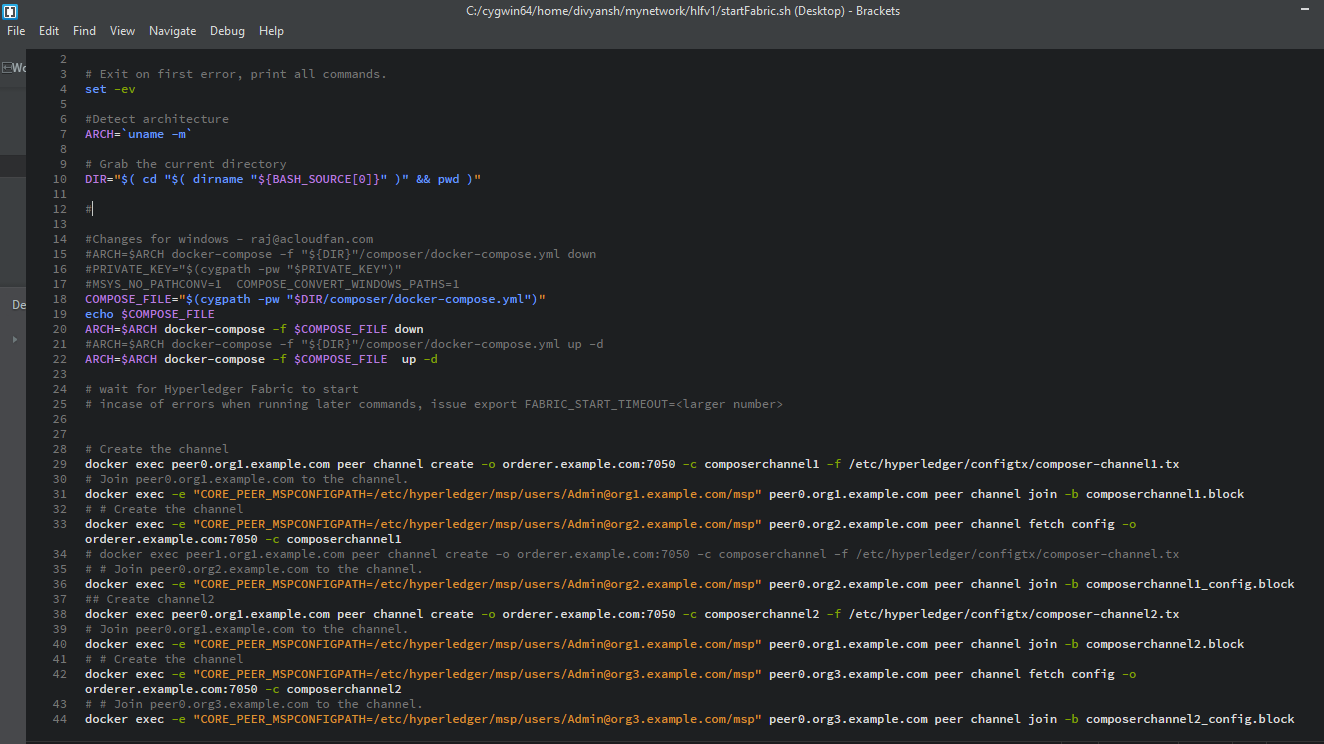 C:/cygwin64/home/divyansh/mynetwork/hlfv1/startFabric.sh (Desktop) - Brackets
File Edit Find View Navigate Debug Help
Wo
De
2
3 # Exit on first error, print all commands.
4 set -ev
5
6 #Detect architecture
7 ARCH=`uname -m`
8
9 # Grab the current directory
10 DIR="$( cd "$( dirname "${BASH_SOURCE[0]}" )" && pwd )"
11
12 #
13
14 #Changes for windows - raj@acloudfan.com
15 #ARCH=$ARCH docker-compose -f "${DIR}"/composer/docker-compose.yml down
16 #PRIVATE_KEY="$(cygpath -pw "$PRIVATE_KEY")"
17 #MSYS_NO_PATHCONV=1  COMPOSE_CONVERT_WINDOWS_PATHS=1
18 COMPOSE_FILE="$(cygpath -pw "$DIR/composer/docker-compose.yml")"
19 echo $COMPOSE_FILE
20 ARCH=$ARCH docker-compose -f $COMPOSE_FILE down
21 #ARCH=$ARCH docker-compose -f "${DIR}"/composer/docker-compose.yml up -d
22 ARCH=$ARCH docker-compose -f $COMPOSE_FILE  up -d
23
24 # wait for Hyperledger Fabric to start
25 # incase of errors when running later commands, issue export FABRIC_START_TIMEOUT=<larger number>
26
27
28 # Create the channel
29 docker exec peer0.org1.example.com peer channel create -o orderer.example.com:7050 -c composerchannel1 -f /etc/hyperledger/configtx/composer-channel1.tx
30 # Join peer0.org1.example.com to the channel.
31 docker exec -e "CORE_PEER_MSPCONFIGPATH=/etc/hyperledger/msp/users/Admin@org1.example.com/msp" peer0.org1.example.com peer channel join -b composerchannel1.block
32 # # Create the channel
33 docker exec -e "CORE_PEER_MSPCONFIGPATH=/etc/hyperledger/msp/users/Admin@org2.example.com/msp" peer0.org2.example.com peer channel fetch config -o
orderer.example.com:7050 -c composerchannel1
34 # docker exec peer1.org1.example.com peer channel create -o orderer.example.com:7050 -c composerchannel -f /etc/hyperledger/configtx/composer-channel.tx
35 # # Join peer0.org2.example.com to the channel.
36 docker exec -e "CORE_PEER_MSPCONFIGPATH=/etc/hyperledger/msp/users/Admin@org2.example.com/msp" peer0.org2.example.com peer channel join -b composerchannel1_config.block
37 ## Create channel2
38 docker exec peer0.org1.example.com peer channel create -o orderer.example.com:7050 -c composerchannel2 -f /etc/hyperledger/configtx/composer-channel2.tx
39 # Join peer0.org1.example.com to the channel.
40 docker exec -e "CORE_PEER_MSPCONFIGPATH=/etc/hyperledger/msp/users/Admin@org1.example.com/msp" peer0.org1.example.com peer channel join -b composerchannel2.block
41 # # Create the channel
42 docker exec -e "CORE_PEER_MSPCONFIGPATH=/etc/hyperledger/msp/users/Admin@org3.example.com/msp" peer0.org3.example.com peer channel fetch config -o
orderer.example.com:7050 -c composerchannel2
43 # # Join peer0.org3.example.com to the channel.
44 docker exec -e "CORE_PEER_MSPCONFIGPATH=/etc/hyperledger/msp/users/Admin@org3.example.com/msp" peer0.org3.example.com peer channel join -b composerchannel2_config.block